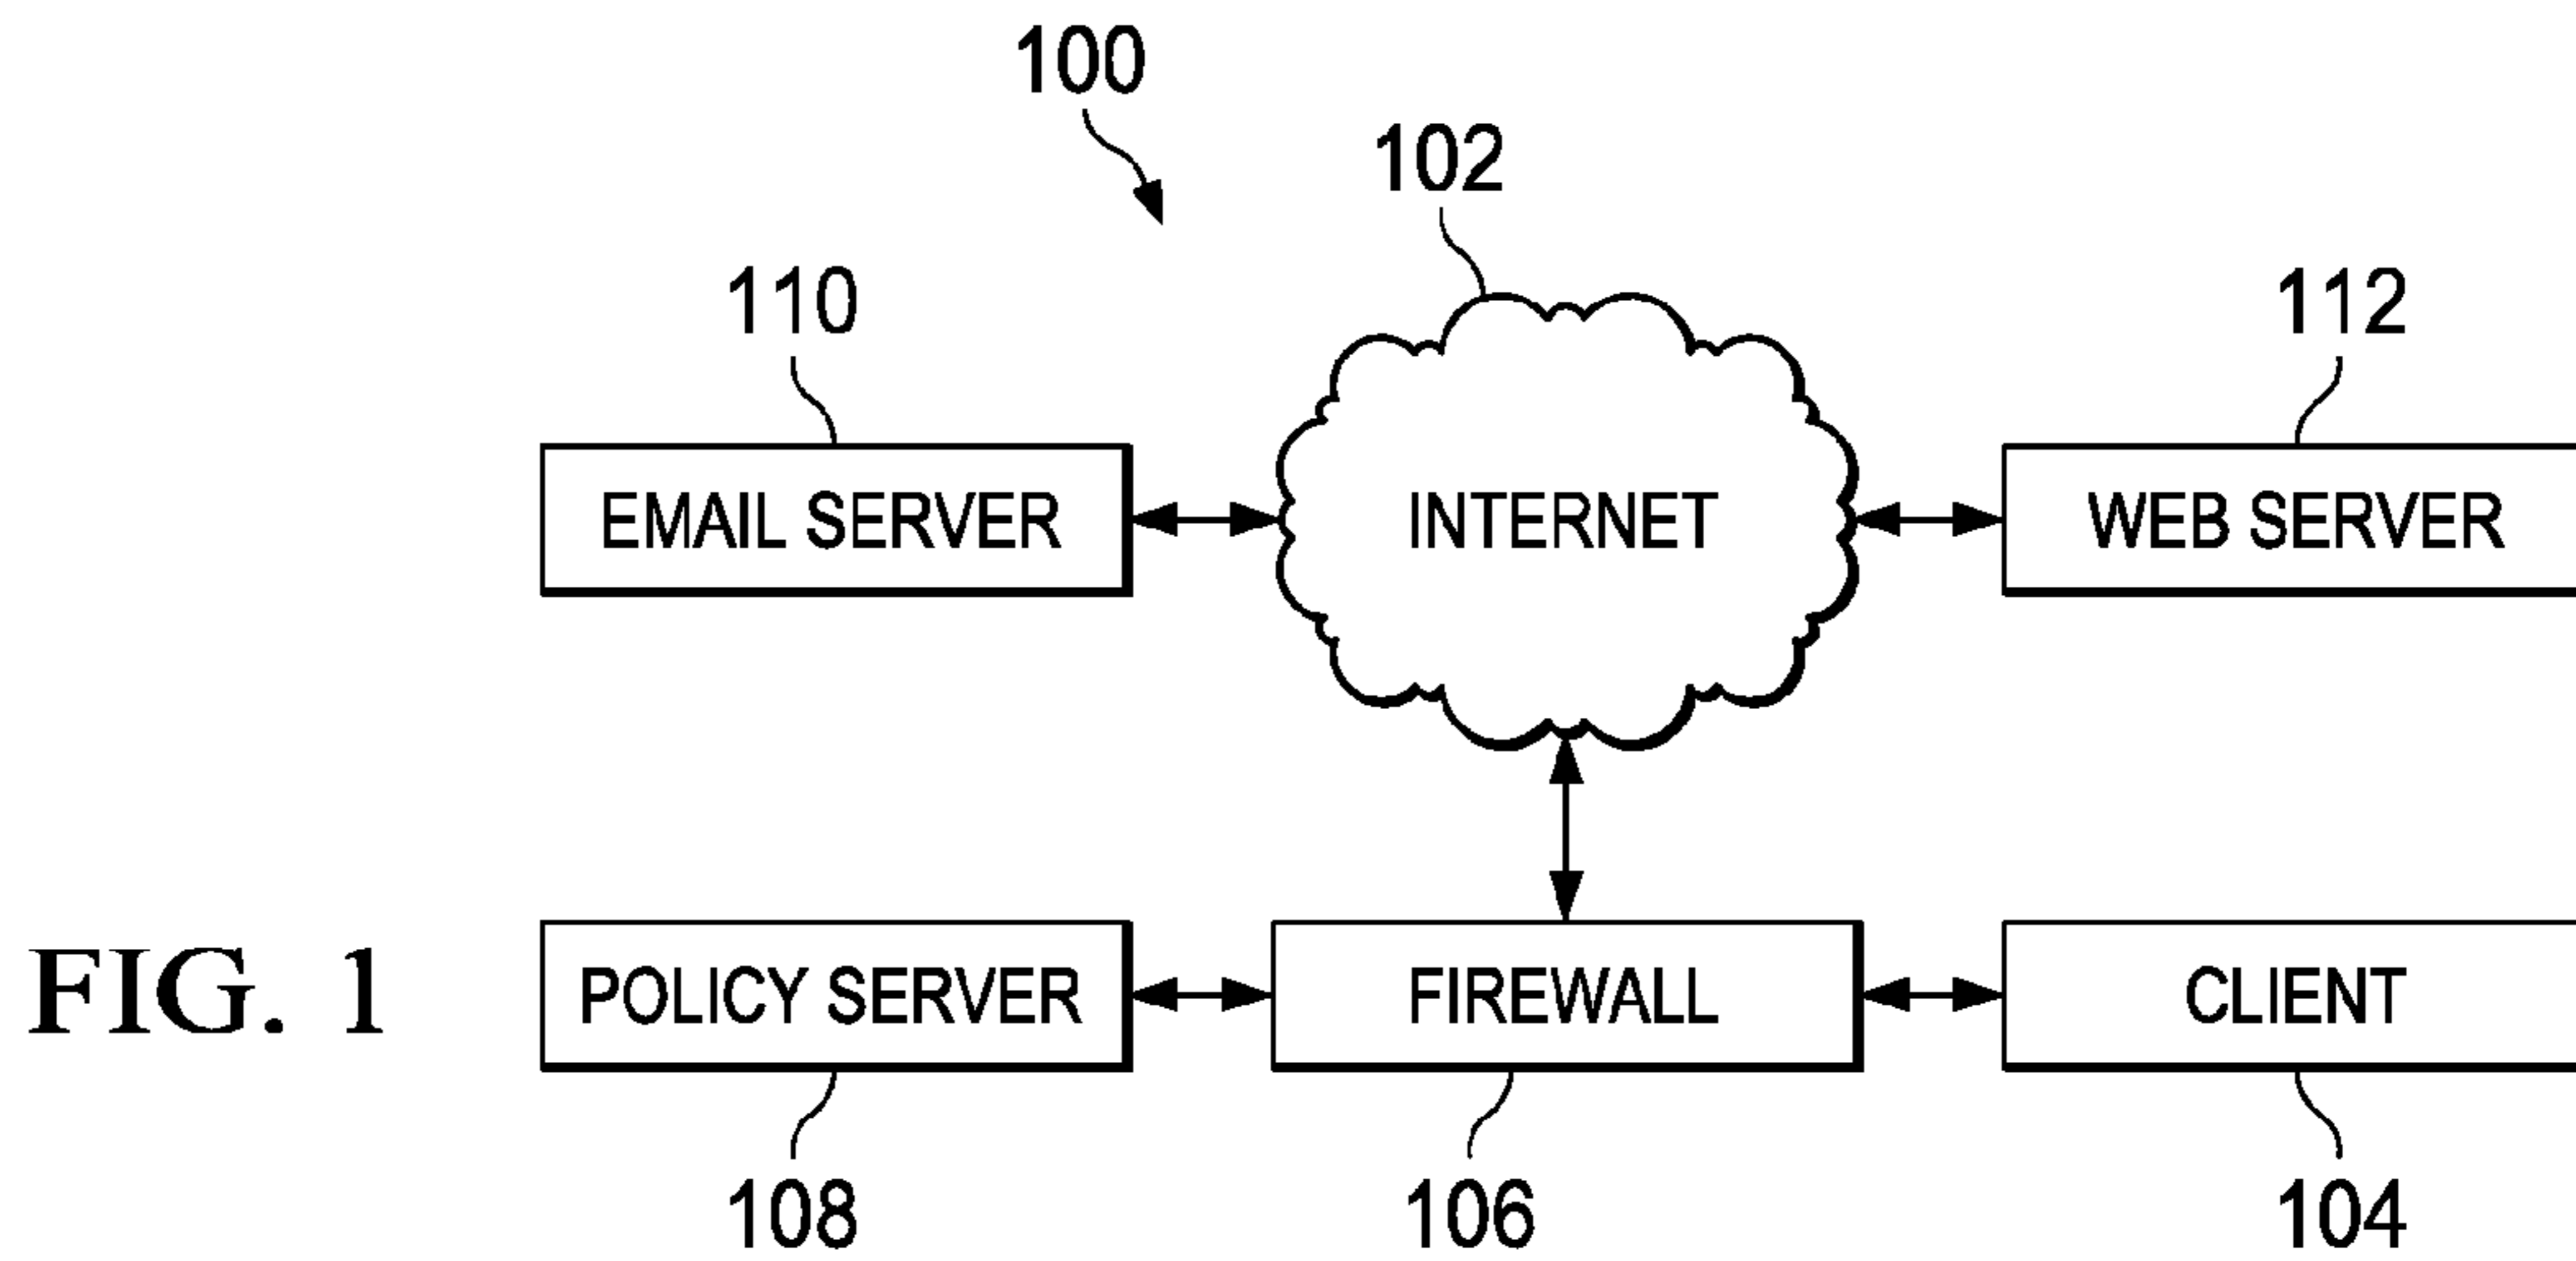 100
102
110
112
EMAIL SERVER
INTERNET
WEB SERVER
FIG. 1
POLICY SERVER
FIREWALL
CLIENT
108
106
104